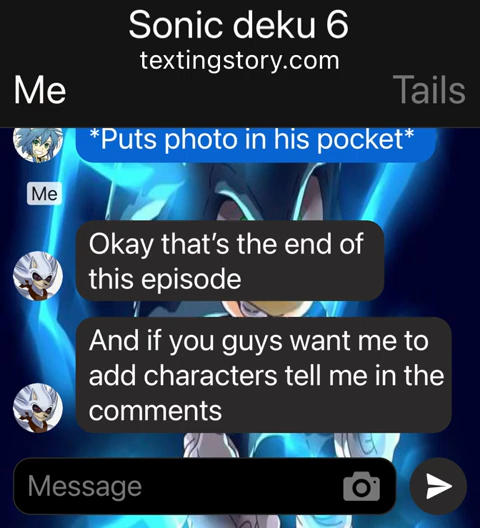 Sonic deku 6
textingstory.com
Me
Tails
*Puts photo in his pocket*
Me
Okay that’s the end of
this episode
And if you guys want me to
add characters tell me in the
comments
Message